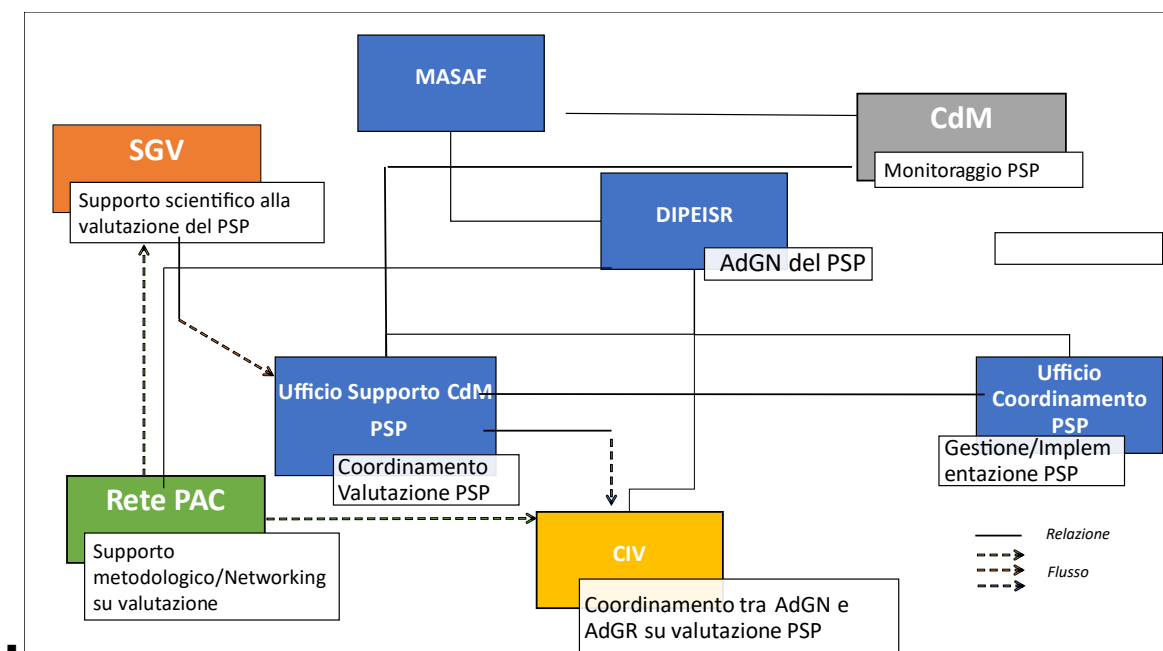 MASAF
CdM
Monitoraggio PSP
SGV
Supporto scientifico alla
valutazione del PSP
DIPEISR
AdGN del PSP
Ufficio Supporto CdM
PSP
Coordinamento
Valutazione PSP
Ufficio
Coordinamento
PSP
Gestione/Implem
entazione PSP
Rete PAC
Supporto
metodologico/Networking
su valutazione
CIV
Coordinamento tra AdGN e
AdGR su valutazione PSP
Relazione
Flusso